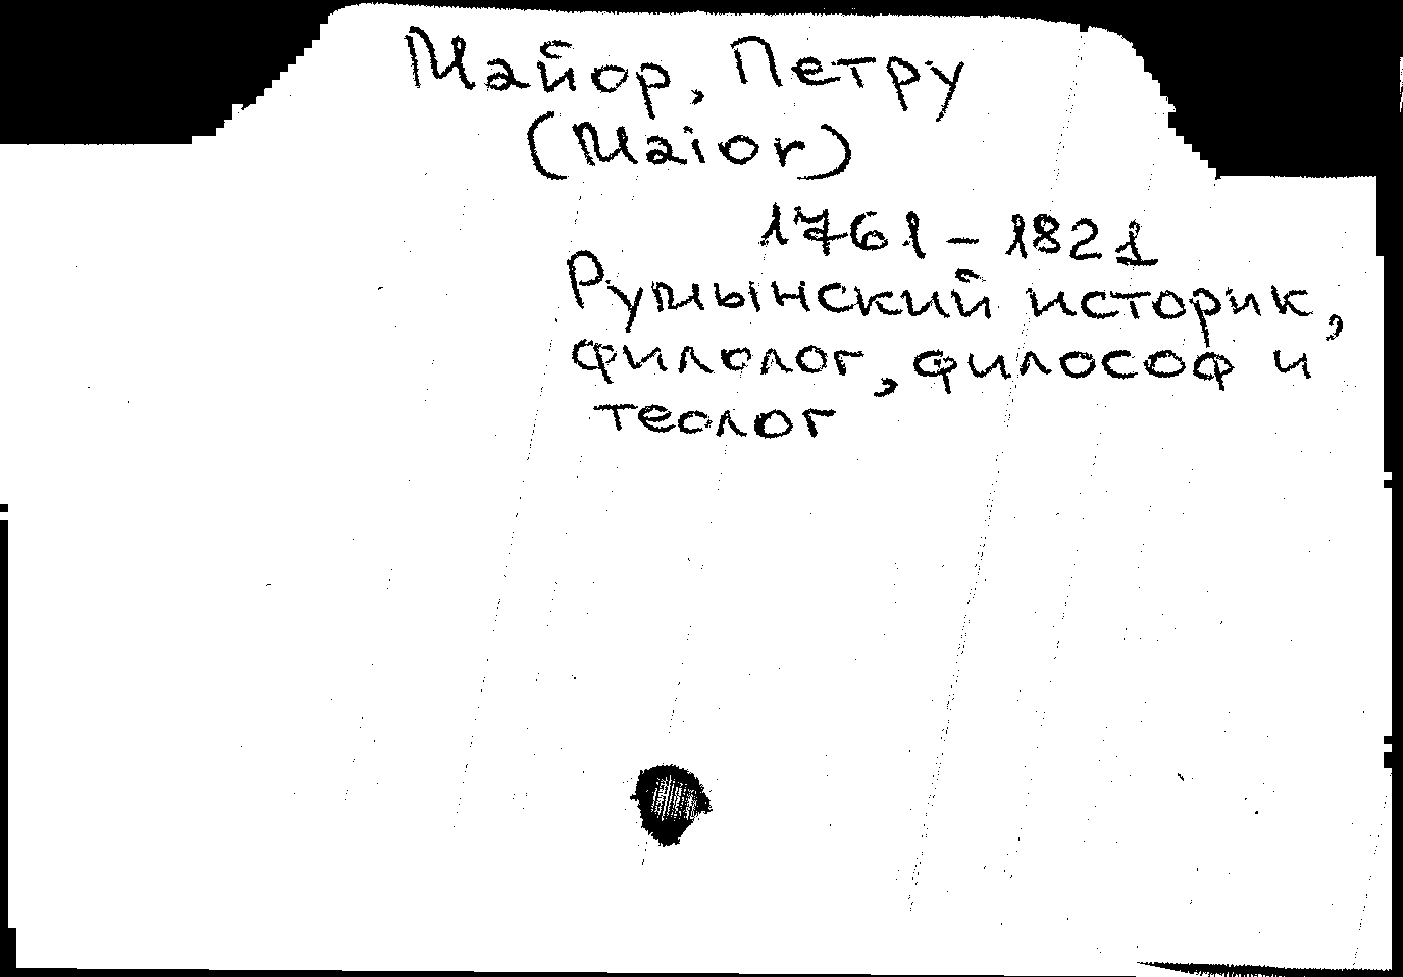 Майор, Петру
(Maior)
1761 – 1821
Румынский историк,
филолог, философ и
теолог